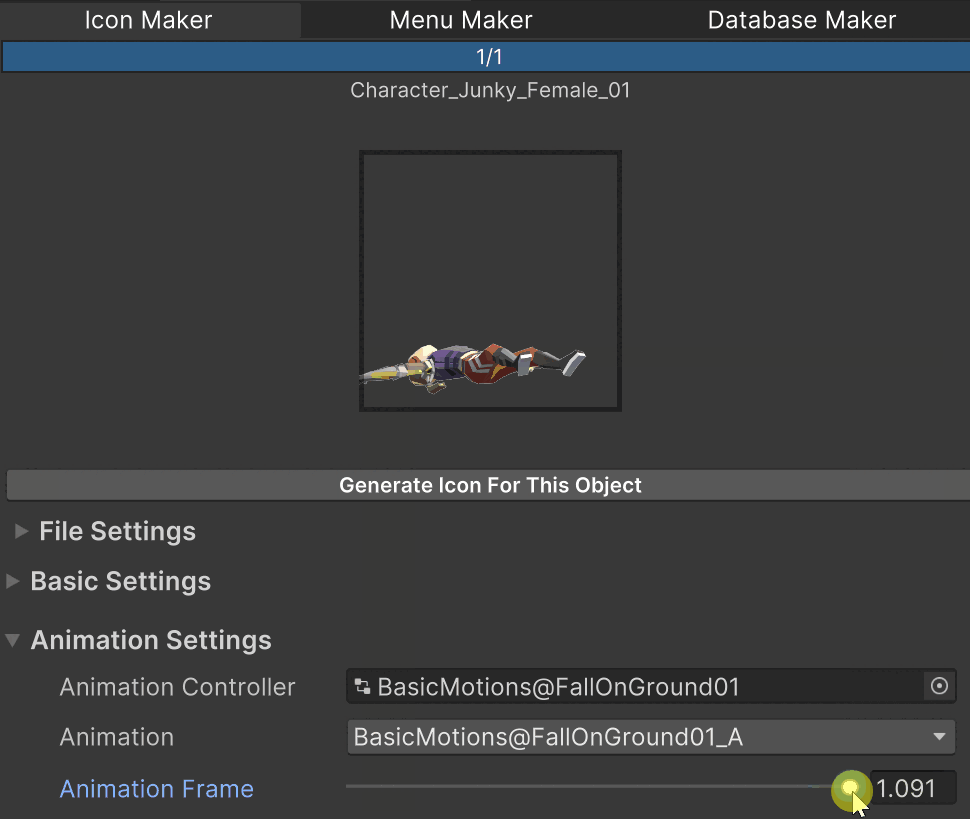 Icon Maker Menu Maker Database Maker
1/1
Character_Junky_Female_01
Generate Icon For This Object
File Settings
Basic Settings
Animation Settings
Animation Controller BasicMotions@FallOnGround01
Animation BasicMotions@FallOnGround01_A
Animation Frame 1.091